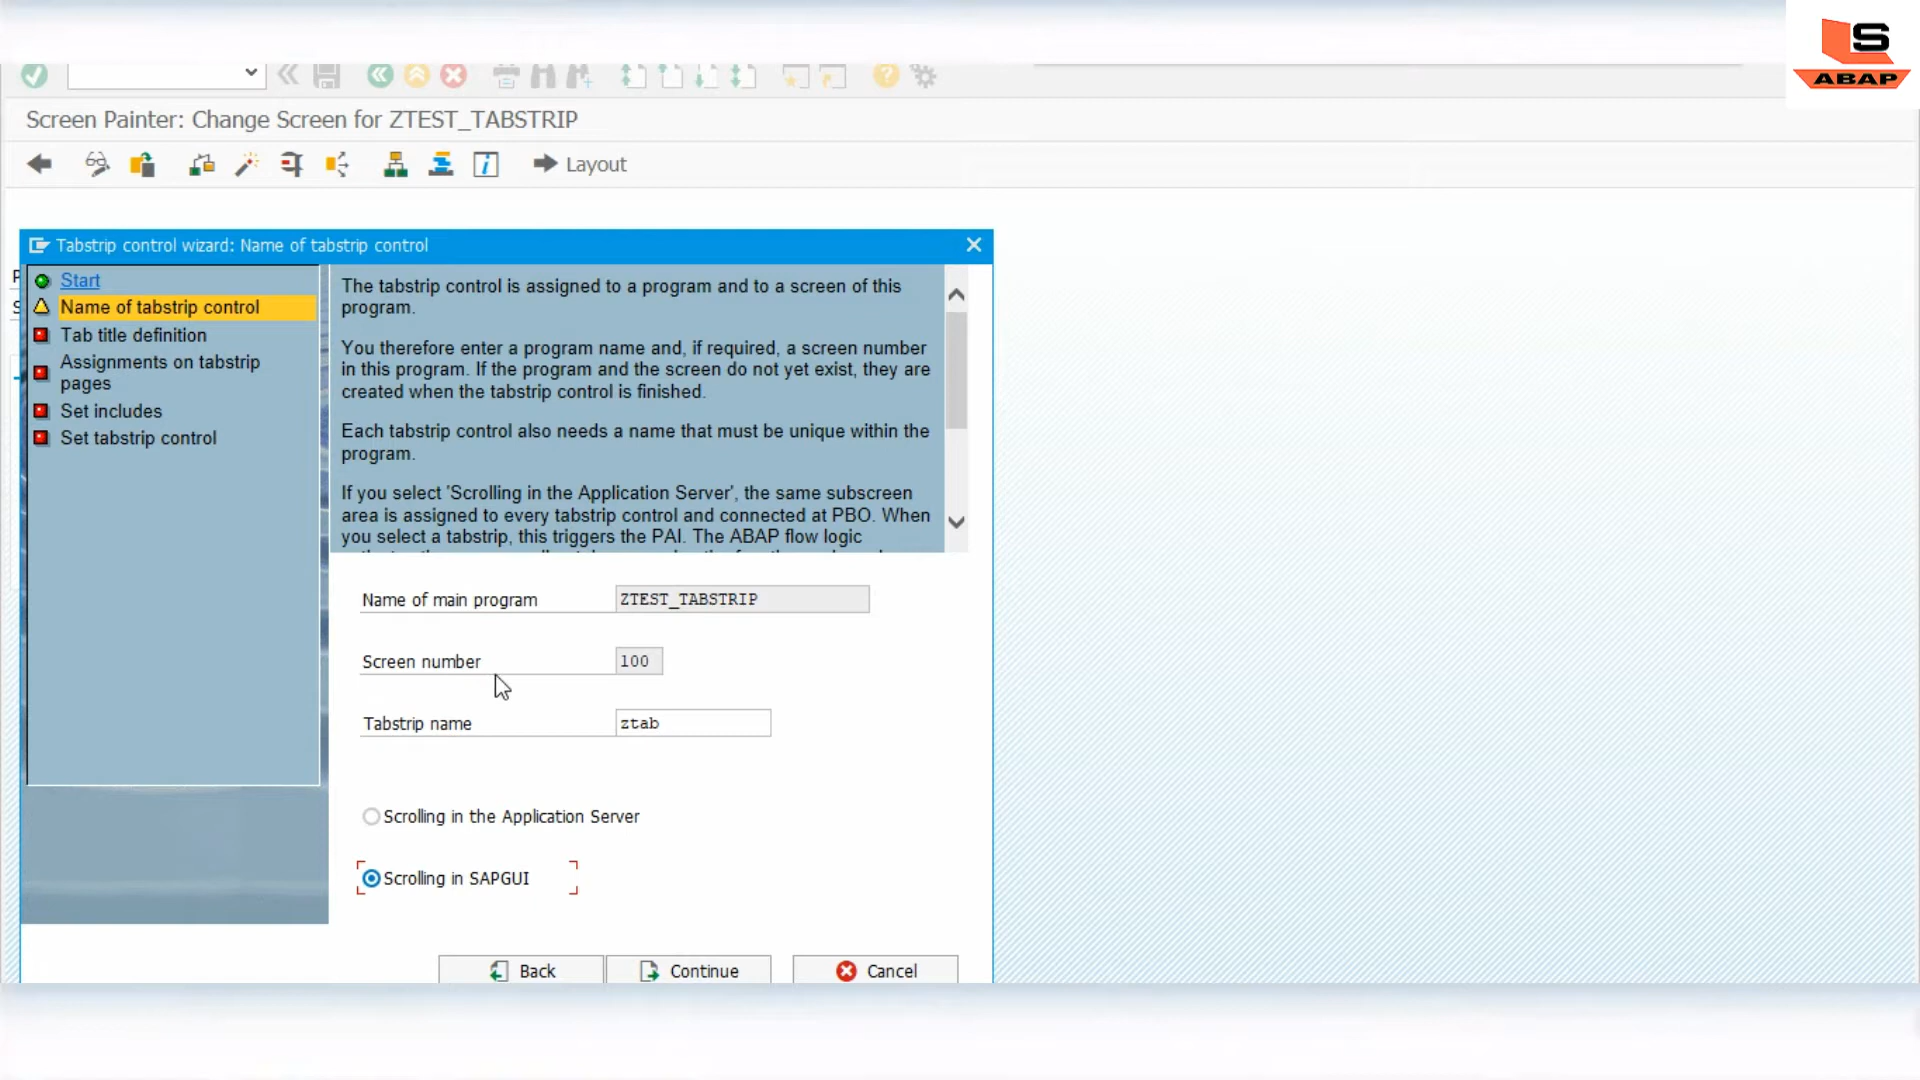 S
ABAP
Screen Painter: Change Screen for ZTEST_TABSTRIP
Layout
Tabstrip control wizard: Name of tabstrip control
Start
Name of tabstrip control
Tab title definition
Assignments on tabstrip
pages
Set includes
Set tabstrip control
The tabstrip control is assigned to a program and to a screen of this
program.
You therefore enter a program name and, if required, a screen number
in this program. If the program and the screen do not yet exist, they are
created when the tabstrip control is finished.
Each tabstrip control also needs a name that must be unique within the
program.
If you select 'Scrolling in the Application Server', the same subscreen
area is assigned to every tabstrip control and connected at PBO. When
you select a tabstrip, this triggers the PAI. The ABAP flow logic
Name of main program ZTEST_TABSTRIP
Screen number 100
Tabstrip name ztab
Scrolling in the Application Server
Scrolling in SAPGUI
Back Continue Cancel